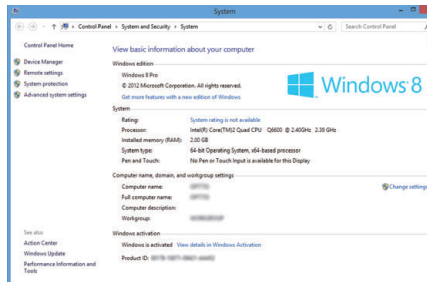 System
Control Panel ▸ System and Security ▸ System
Search Control Panel
Control Panel Home
Device Manager
Remote settings
System protection
Advanced system settings
View basic information about your computer
Windows edition
Windows 8 Pro
© 2012 Microsoft Corporation. All rights reserved.
Get more features with a new edition of Windows
Windows 8
System
Rating: System rating is not available
Processor: Intel(R) Core(TM)2 Quad CPU Q6600 @ 2.40GHz 2.39 GHz
Installed memory (RAM): 2.00 GB
System type: 64-bit Operating System, x64-based processor
Pen and Touch: No Pen or Touch Input is available for this Display
Computer name, domain, and workgroup settings
Computer name:
Change settings
Full computer name:
Computer description:
Workgroup:
Windows activation
Windows is activated View details in Windows Activation
Product ID:
See also
Action Center
Windows Update
Performance Information and
Tools